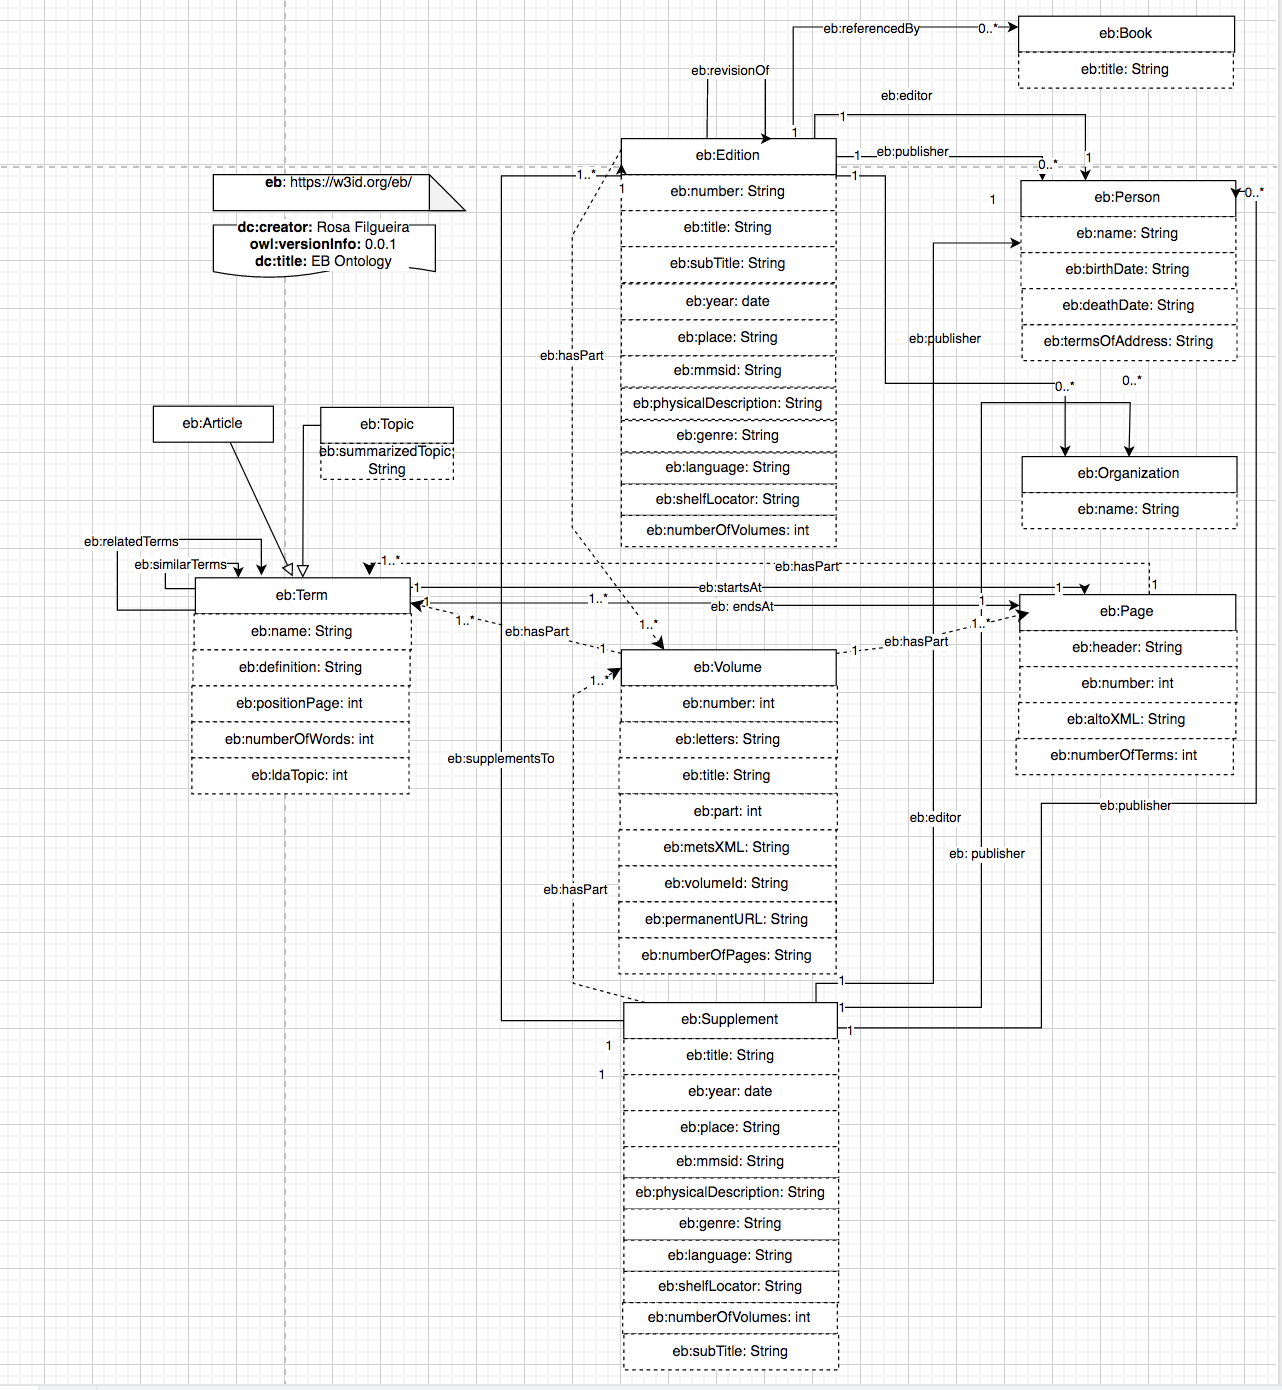 eb:referencedBy
0..*
eb:Book
eb:title: String
eb:revisionOf
eb:editor
1
1
eb:Edition
1
eb:publisher
0..*
1
1..*
1
1
eb: https://w3id.org/eb/
dc:creator: Rosa Filgueira
owl:versionInfo: 0.0.1
dc:title: EB Ontology
eb:number: String
eb:title: String
eb:subTitle: String
eb:year: date
eb:place: String
eb:mmsid: String
eb:physicalDescription: String
eb:genre: String
eb:language: String
eb:shelfLocator: String
eb:numberOfVolumes: int
1
eb:Person
0..*
eb:name: String
eb:birthDate: String
eb:deathDate: String
eb:termsOfAddress: String
eb:publisher
eb:hasPart
0..*
0..*
eb:Organization
eb:name: String
eb:Article
eb:Topic
eb:summarizedTopic:
String
eb:relatedTerms
eb:similarTerms
1..*
eb:hasPart
1
eb:Term
1
eb:startsAt
1
1
1..*
eb: endsAt
1
eb:Page
eb:name: String
eb:definition: String
eb:positionPage: int
eb:numberOfWords: int
eb:ldaTopic: int
1..*
eb:hasPart
1
1..*
1
eb:hasPart
1..*
eb:header: String
eb:number: int
eb:altoXML: String
eb:numberOfTerms: int
eb:Volume
1..*
eb:number: int
eb:letters: String
eb:title: String
eb:part: int
eb:metsXML: String
eb:volumeId: String
eb:permanentURL: String
eb:numberOfPages: String
eb:supplementsTo
eb:hasPart
eb:editor
eb: publisher
eb:publisher
1
1
1
eb:Supplement
1
1
eb:title: String
eb:year: date
eb:place: String
eb:mmsid: String
eb:physicalDescription: String
eb:genre: String
eb:language: String
eb:shelfLocator: String
eb:numberOfVolumes: int
eb:subTitle: String